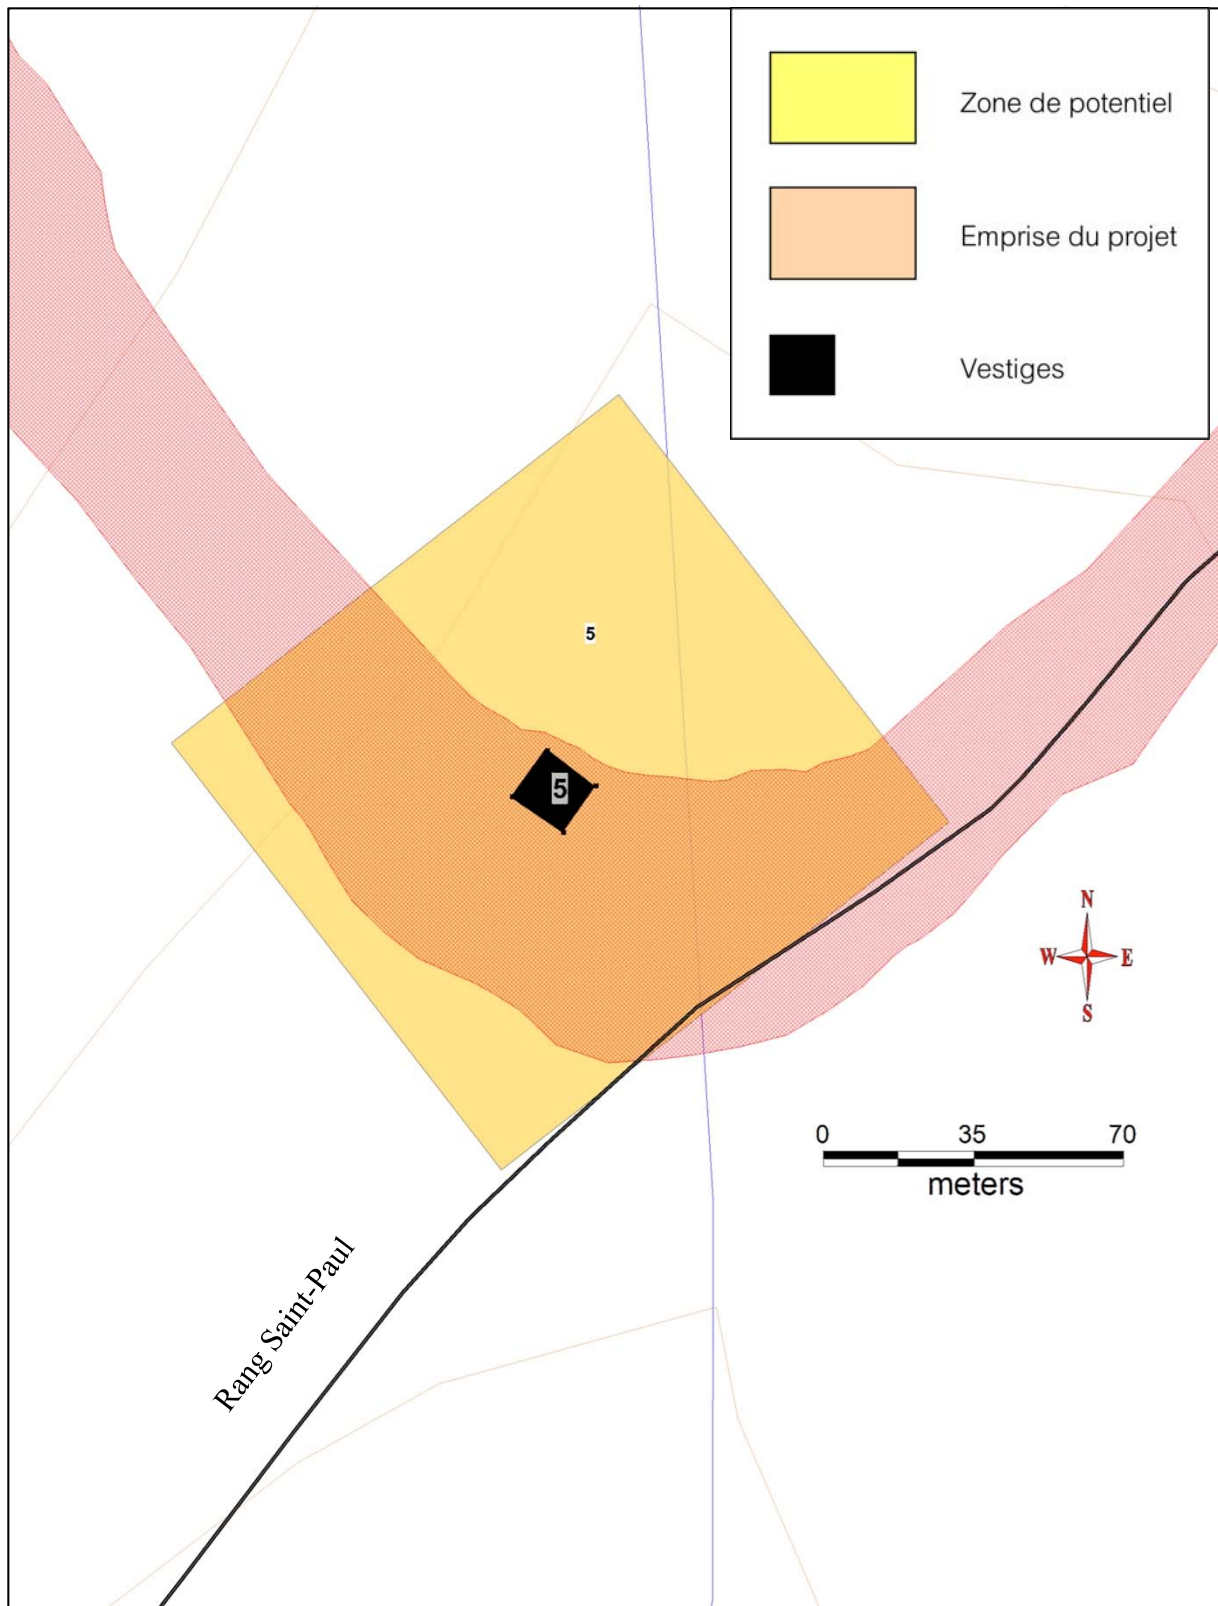 Zone de potentiel
Emprise du projet
Vestiges
5
5
N
W E
S
0 35 70
meters
Rang Saint-Paul